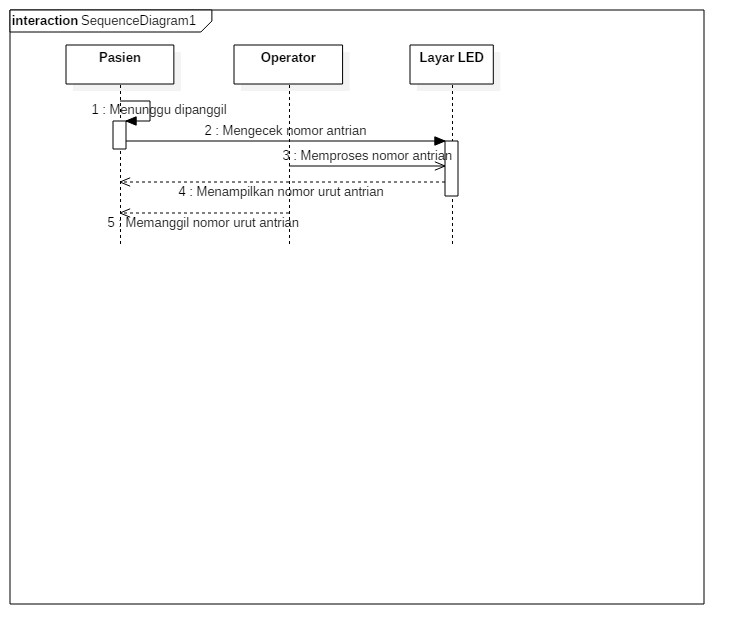 interaction SequenceDiagram1
Pasien
Operator
Layar LED
1 : Menunggu dipanggil
2 : Mengecek nomor antrian
3 : Memproses nomor antrian
4 : Menampilkan nomor urut antrian
5 : Memanggil nomor urut antrian